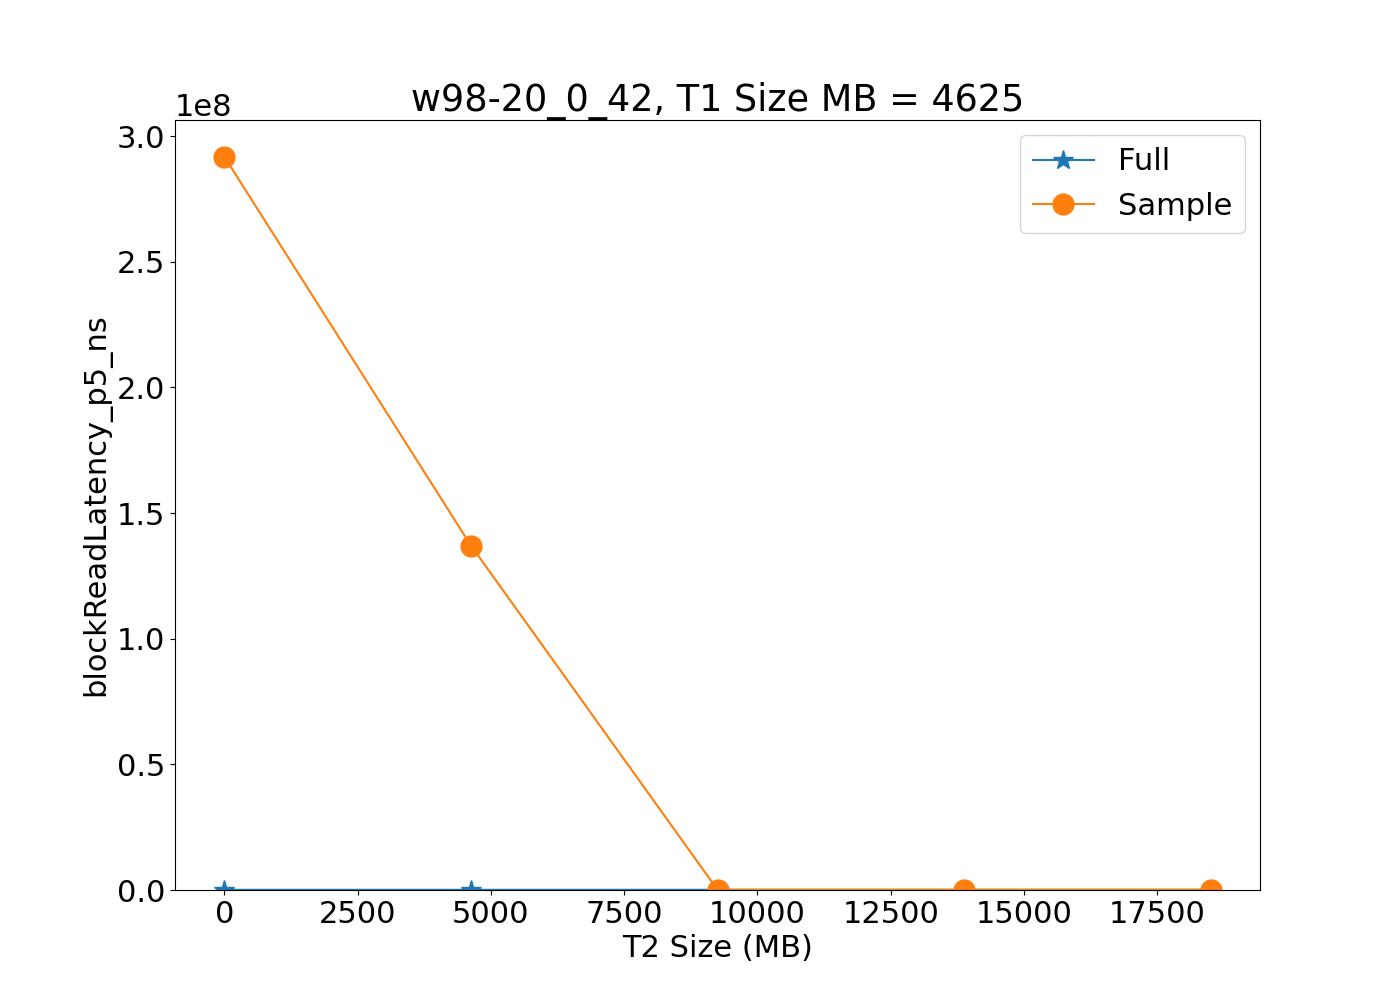 w98-20_0_42, T1 Size MB = 4625
1e8
3.0
2.5
2.0
1.5
1.0
0.5
0.0
blockReadLatency_p5_ns
Full
Sample
0 2500 5000 7500 10000 12500 15000 17500
T2 Size (MB)